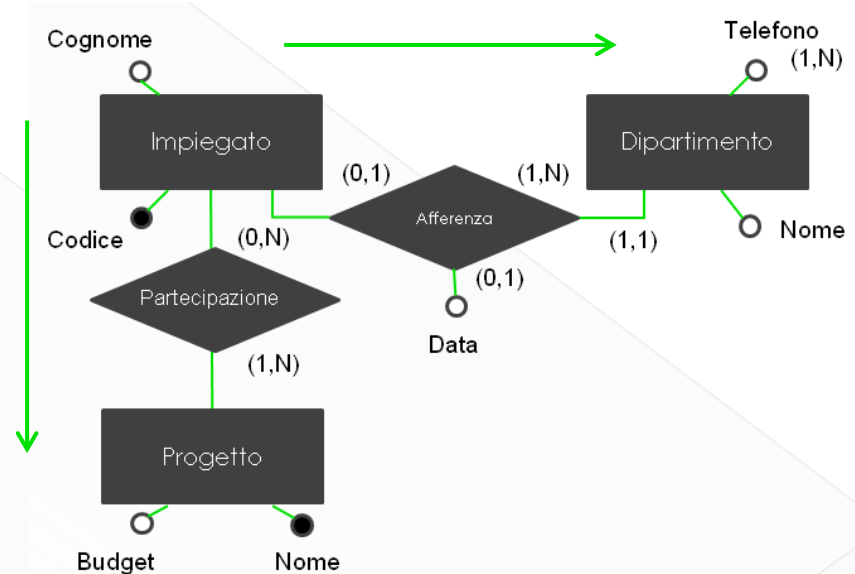 Cognome
Telefono
(1,N)
Impiegato
Dipartimento
(0,1)
(1,N)
Afferenza
Codice
(0,N)
(1,1)
Nome
(0,1)
Partecipazione
Data
(1,N)
Progetto
Budget
Nome